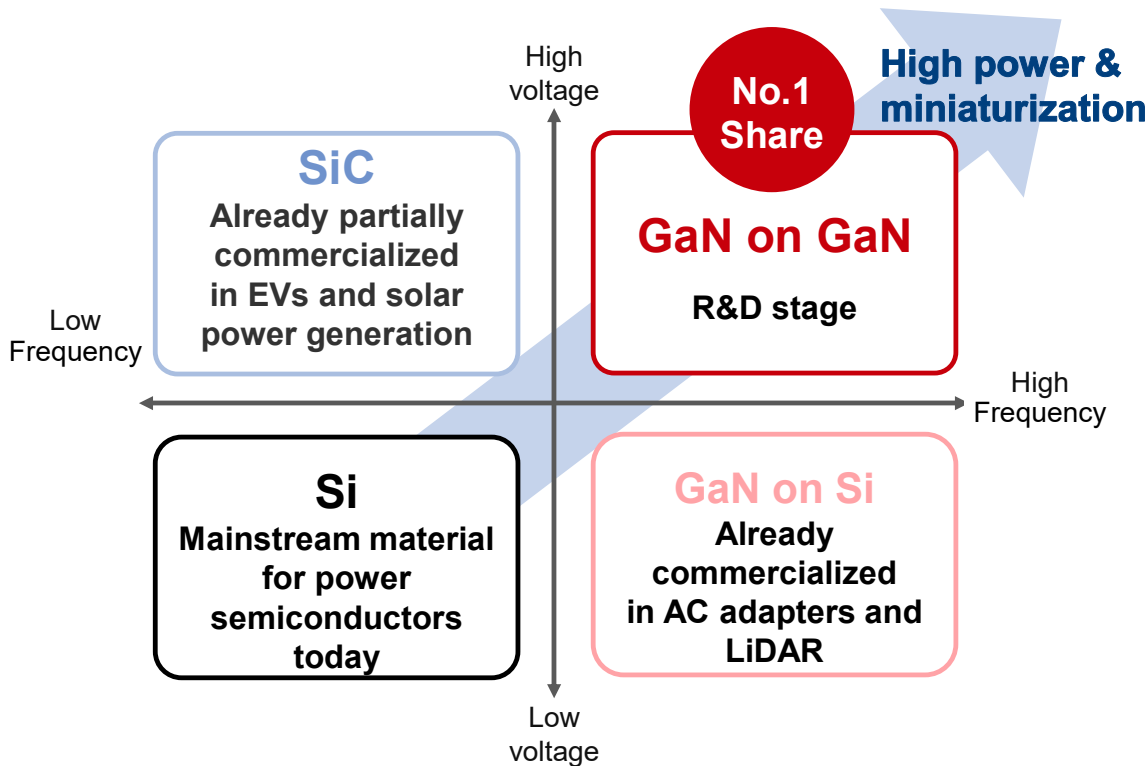 High
voltage
No.1
Share
High power &
miniaturization
SiC
Already partially
commercialized
in EVs and solar
power generation
GaN on GaN
R&D stage
Low
Frequency
High
Frequency
Si
Mainstream material
for power
semiconductors
today
GaN on Si
Already
commercialized
in AC adapters and
LiDAR
Low
voltage